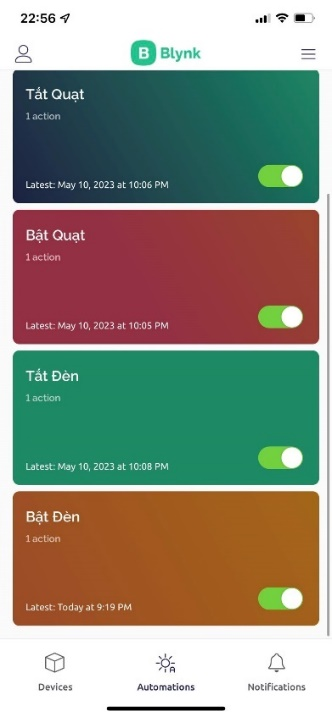 22:56
B Blynk
Tắt Quạt
1 action
Latest: May 10, 2023 at 10:06 PM
Bật Quạt
1 action
Latest: May 10, 2023 at 10:05 PM
Tắt Đèn
1 action
Latest: May 10, 2023 at 10:08 PM
Bật Đèn
1 action
Latest: Today at 9:19 PM
Devices Automations Notifications